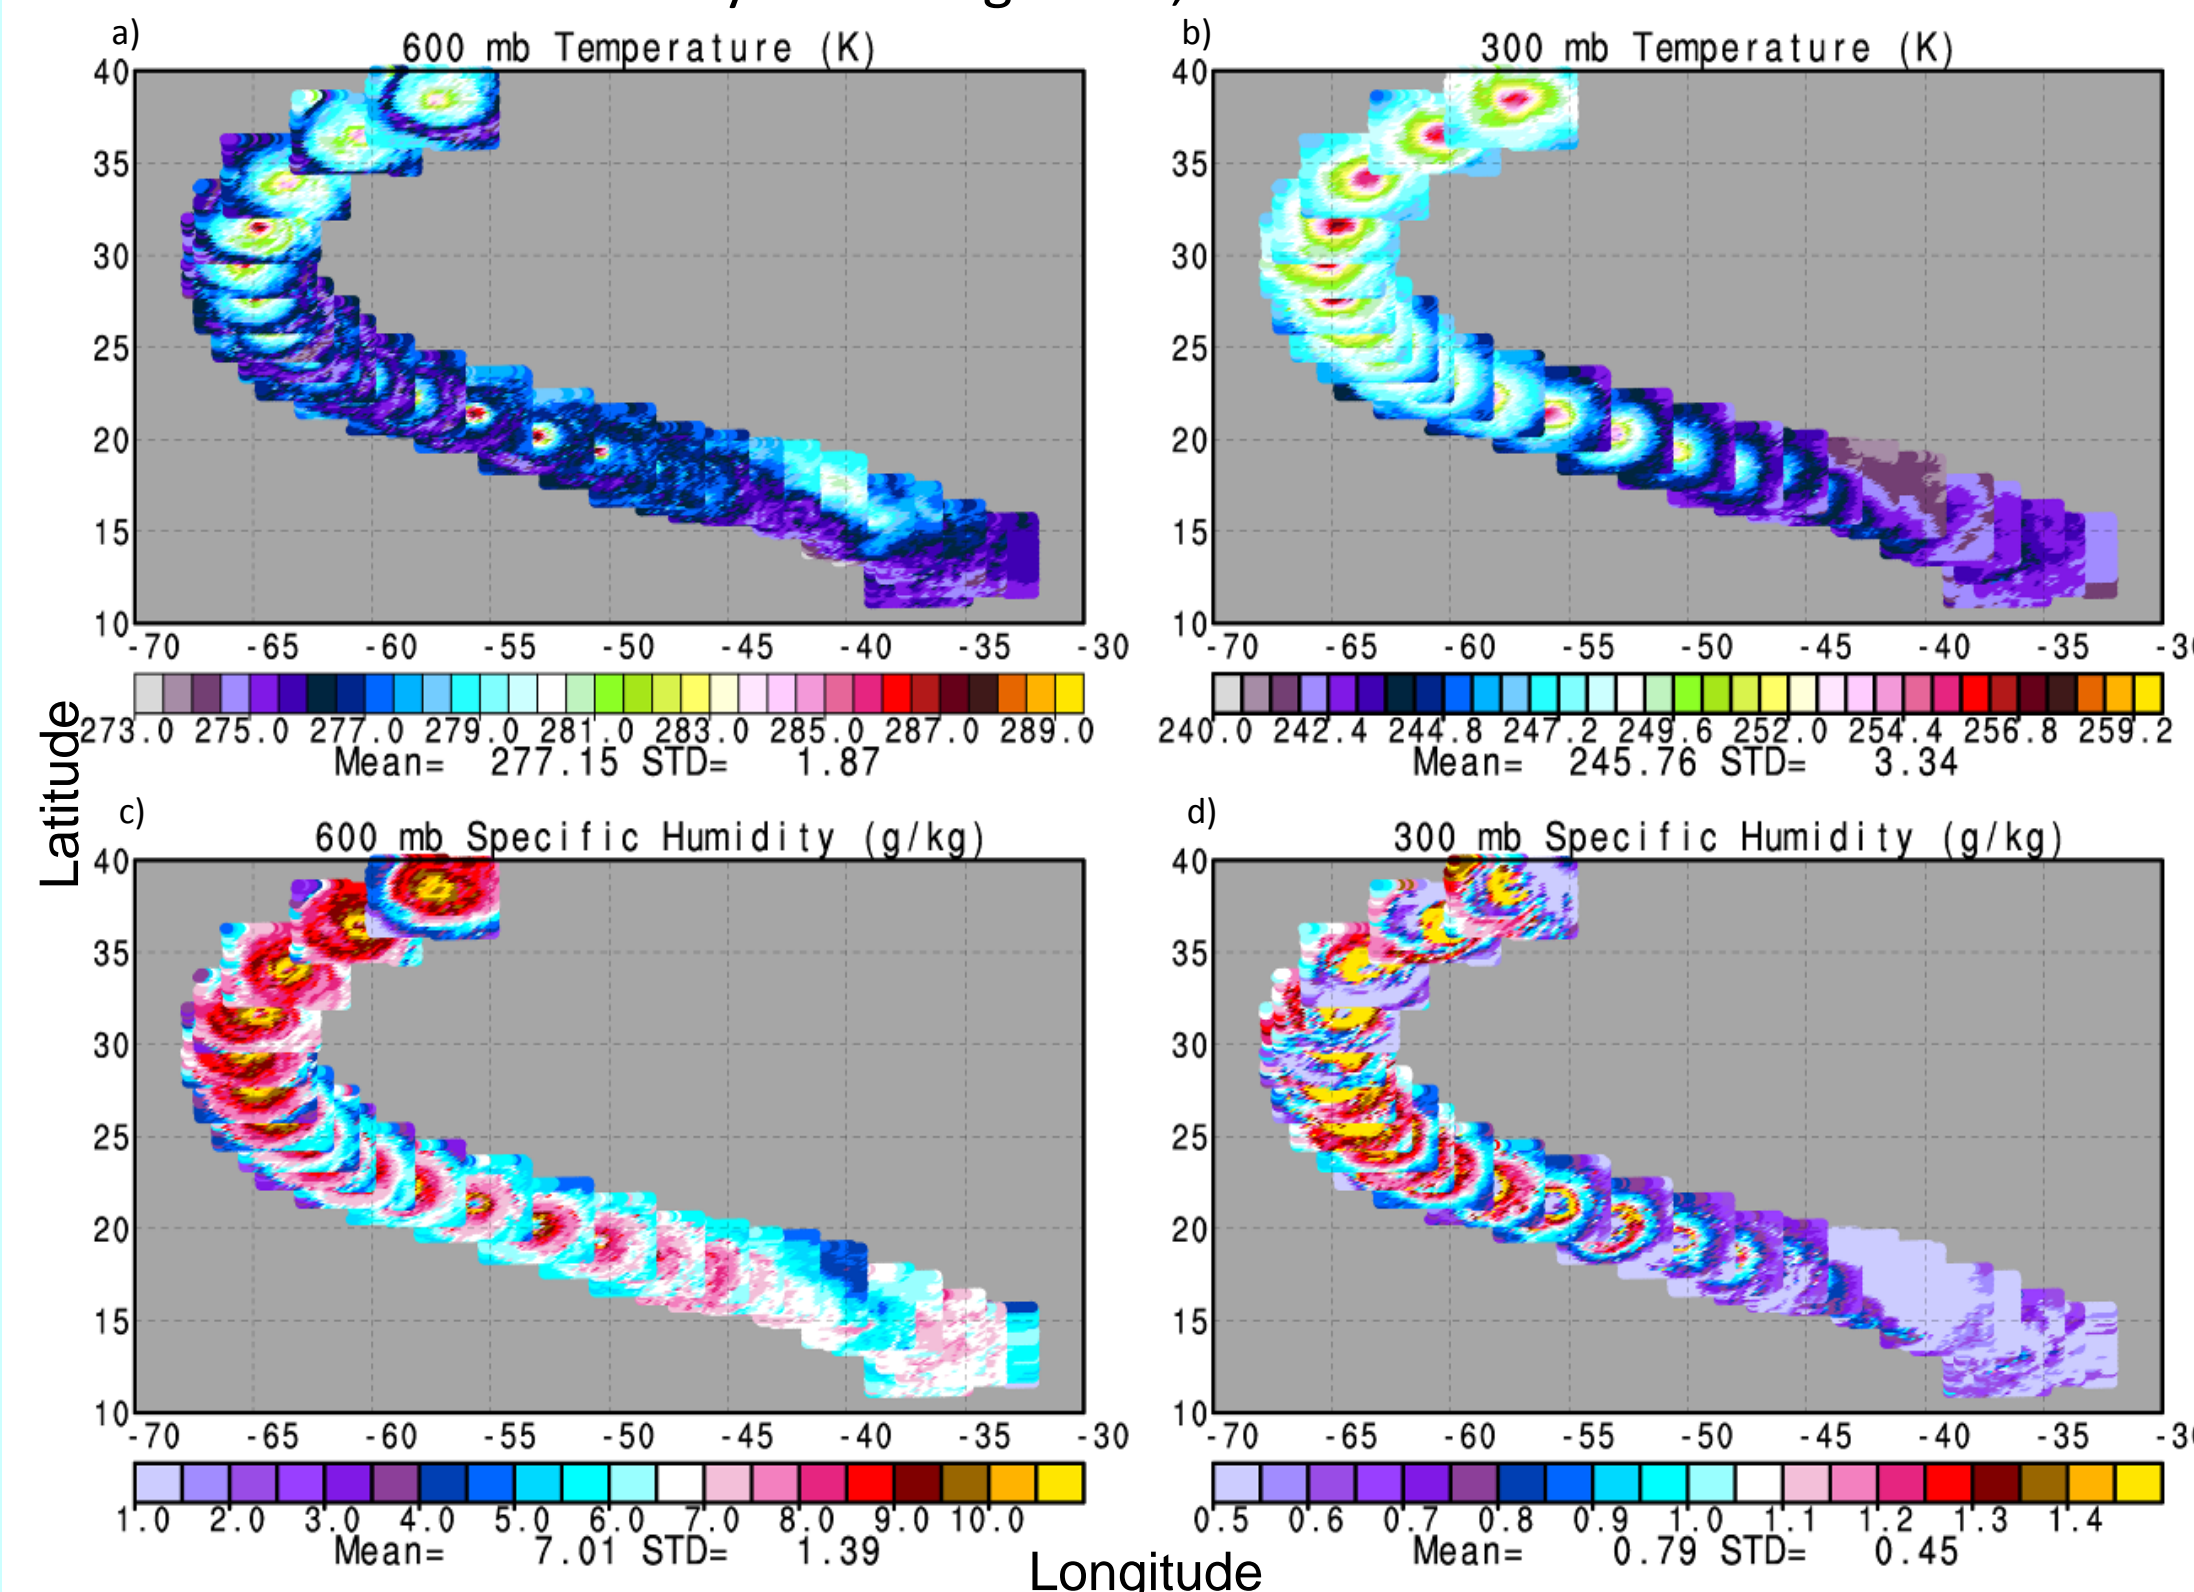 a)
600 mb Temperature (K)
40
35
30
25
20
15
10
-70 -65 -60 -55 -50 -45 -40 -35 -30
273.0 275.0 277.0 279.0 281.0 283.0 285.0 287.0 289.0
Mean= 277.15 STD= 1.87
b)
300 mb Temperature (K)
40
35
30
25
20
15
10
-70 -65 -60 -55 -50 -45 -40 -35
240.0 242.4 244.8 247.2 249.6 252.0 254.4 256.8 259.2
Mean= 245.76 STD= 3.34
Latitude
c)
600 mb Specific Humidity (g/kg)
40
35
30
25
20
15
10
-70 -65 -60 -55 -50 -45 -40 -35 -30
1.0 2.0 3.0 4.0 5.0 6.0 7.0 8.0 9.0 10.0
Mean= 7.01 STD= 1.39
d)
300 mb Specific Humidity (g/kg)
40
35
30
25
20
15
10
-70 -65 -60 -55 -50 -45 -40 -35
0.5 0.6 0.7 0.8 0.9 1.0 1.1 1.2 1.3 1.4
Mean= 0.79 STD= 0.45
Longitude